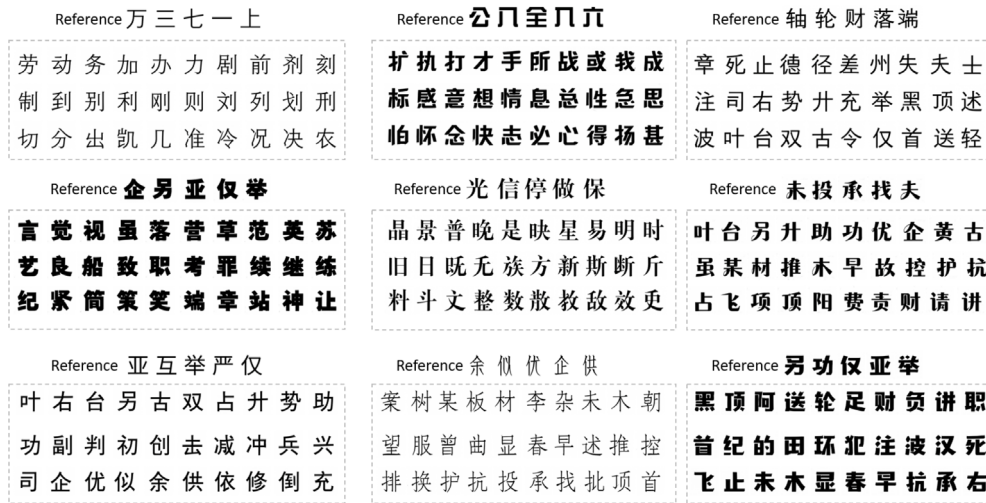 Reference 万 三 七 一 上
劳 动 务 加 办 力 剧 前 剂 刻
制 到 别 利 刚 则 刘 列 划 刑
切 分 出 凯 几 准 冷 况 决 农
Reference 公 八 全 几 六
扩 执 打 才 手 所 战 或 我 成
标 感 意 想 情 息 总 性 急 思
怕 怀 念 快 志 必 心 得 扬 甚
Reference 轴 轮 财 落 端
章 死 止 德 径 差 州 失 夫 士
注 司 右 势 升 充 举 黑 顶 述
波 叶 台 双 古 令 仅 首 送 轻
Reference 企 另 亚 仅 举
言 觉 视 虽 落 营 草 范 英 苏
艺 良 船 致 职 考 罪 续 继 练
纪 紧 简 策 笑 端 章 站 神 让
Reference 光 信 停 做 保
晶 景 普 晚 是 映 星 易 明 时
旧 日 既 无 族 方 新 斯 断 斤
料 斗 文 整 数 散 教 敌 效 更
Reference 未 投 承 找 夫
叶 台 另 升 助 功 优 企 黄 古
虽 某 材 推 木 早 故 控 护 抗
占 飞 项 顶 阳 费 责 财 请 讲
Reference 亚 互 举 严 仅
叶 右 台 另 古 双 占 升 势 助
功 副 判 初 创 去 减 冲 兵 兴
司 企 优 似 余 供 依 修 倒 充
Reference 余 似 优 企 供
案 树 某 板 材 李 杂 未 木 朝
望 服 曾 曲 显 春 早 述 推 控
排 换 护 抗 投 承 找 批 顶 首
Reference 另 功 仅 亚 举
黑 顶 阿 送 轮 足 财 负 讲 职
首 纪 的 田 环 犯 注 波 汉 死
飞 止 未 木 显 春 早 抗 承 右